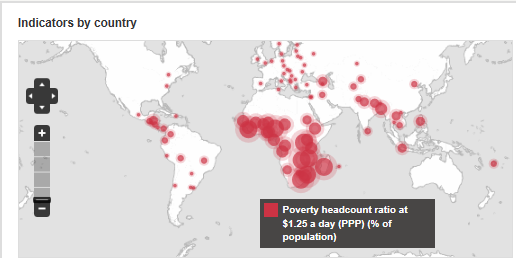 Indicators by country
Poverty headcount ratio at
$1.25 a day (PPP) (% of
population)